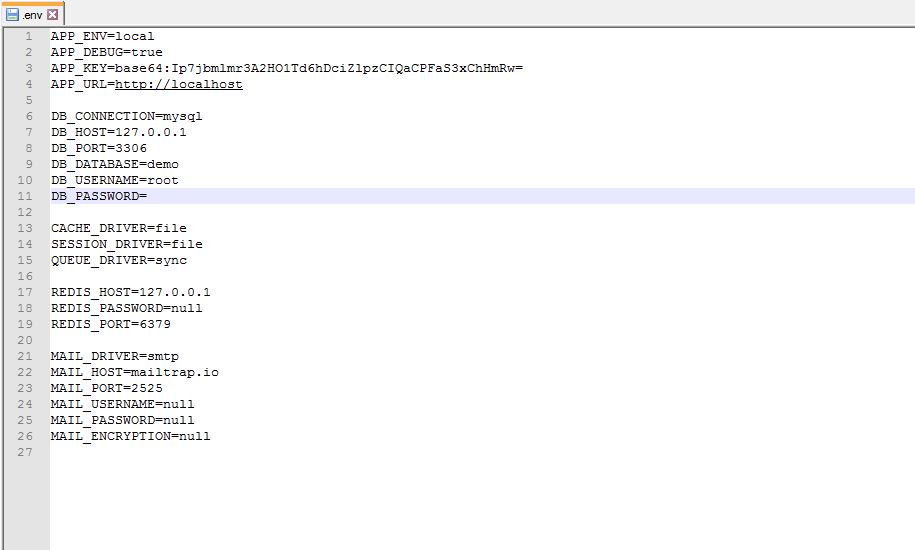 .env
1 APP_ENV=local
2 APP_DEBUG=true
3 APP_KEY=base64:Ip7jbmlmr3A2HO1Td6hDciZlpzCIQaCPFaS3xChHmRw=
4 APP_URL=http://localhost
5
6 DB_CONNECTION=mysql
7 DB_HOST=127.0.0.1
8 DB_PORT=3306
9 DB_DATABASE=demo
10 DB_USERNAME=root
11 DB_PASSWORD=
12
13 CACHE_DRIVER=file
14 SESSION_DRIVER=file
15 QUEUE_DRIVER=sync
16
17 REDIS_HOST=127.0.0.1
18 REDIS_PASSWORD=null
19 REDIS_PORT=6379
20
21 MAIL_DRIVER=smtp
22 MAIL_HOST=mailtrap.io
23 MAIL_PORT=2525
24 MAIL_USERNAME=null
25 MAIL_PASSWORD=null
26 MAIL_ENCRYPTION=null
27